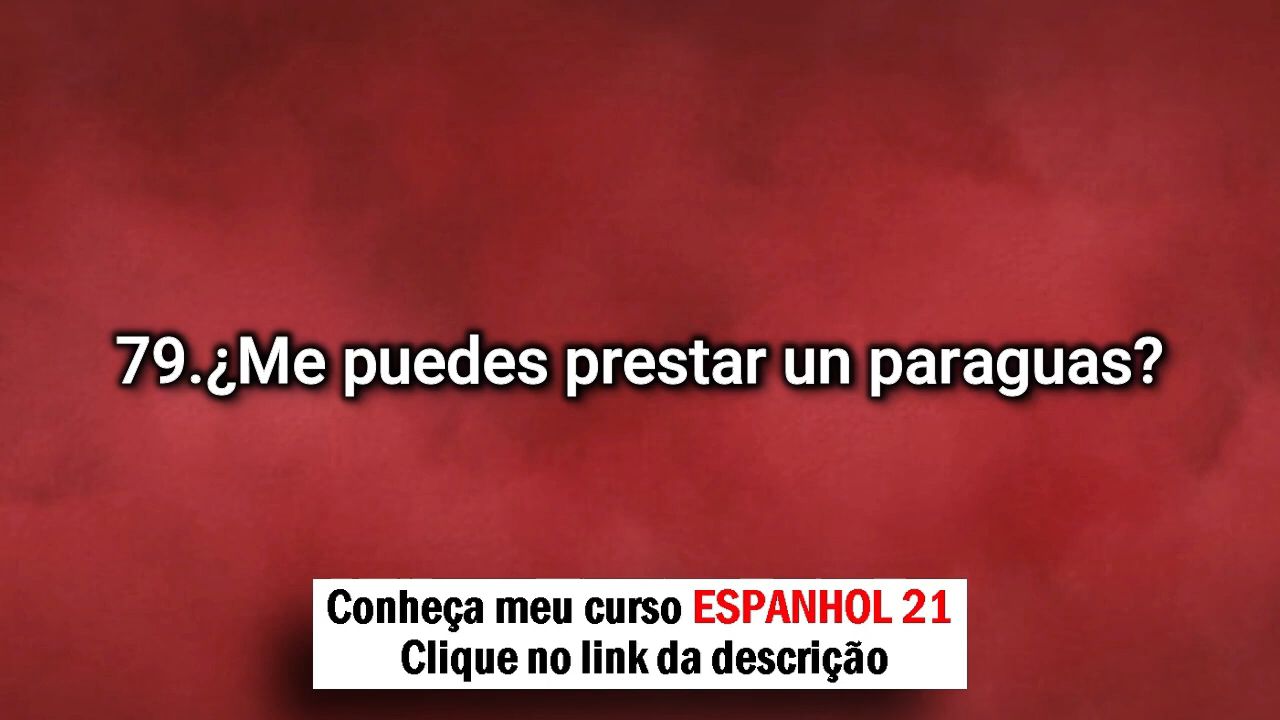 79.¿Me puedes prestar un paraguas?
Conheça meu curso ESPANHOL 21
Clique no link da descrição